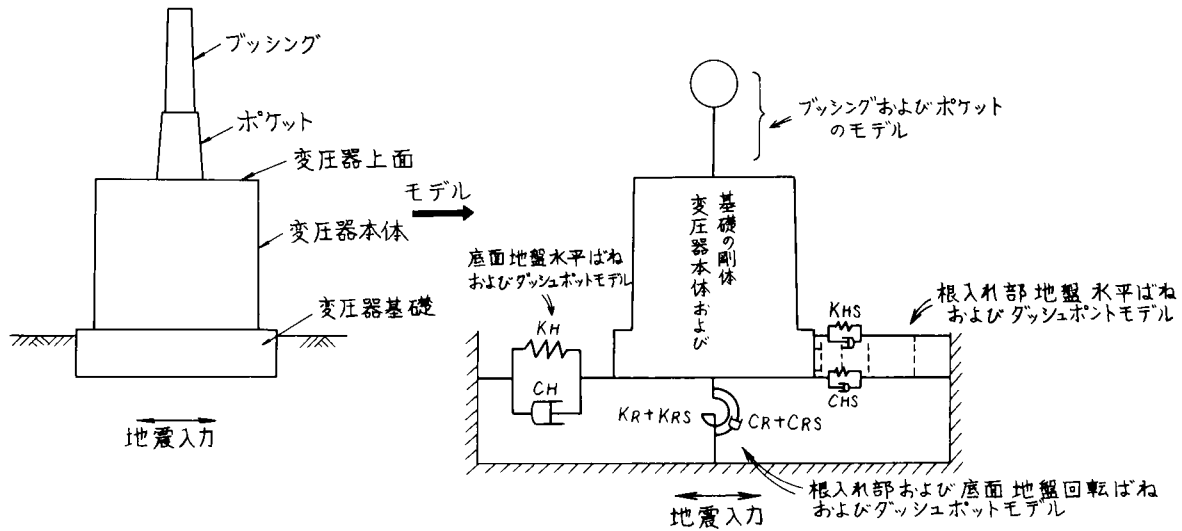 ブッシング
ポケット
変圧器上面
変圧器本体
変圧器基礎
地震入力
モデル
ブッシングおよびポケット
のモデル
変圧器本体および
基礎の剛体
底面地盤水平ばね
およびダッシュポットモデル
KH
CH
KHS
CHS
根入れ部地盤水平ばね
およびダッシュポントモデル
KR+KRS
CR+CRS
根入れ部および底面地盤回転ばね
およびダッシュポットモデル
地震入力